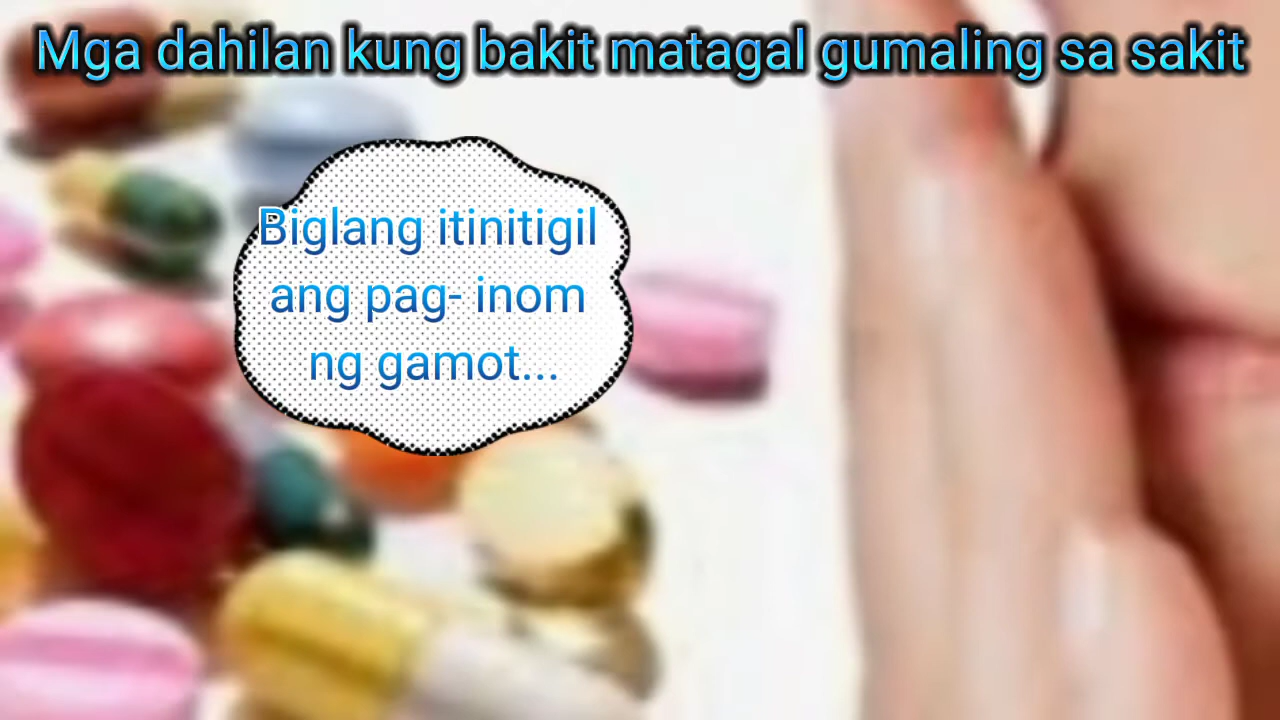 Mga dahilan kung bakit matagal gumaling sa sakit
Biglang itinitigil
ang pag- inom
ng gamot...